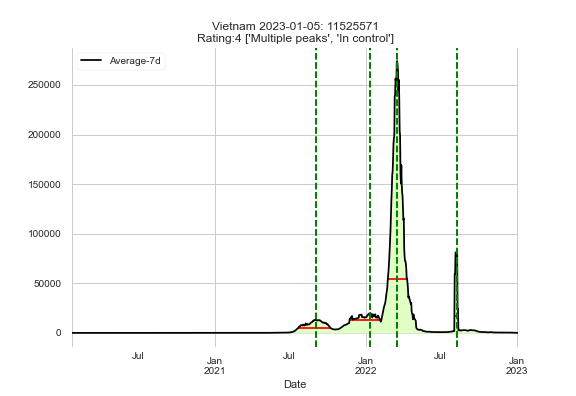 Vietnam 2023-01-05: 11525571
Rating:4 ['Multiple peaks', 'In control']
Average-7d
250000
200000
150000
100000
50000
0
Jul
Jan
2021
Jul
Jan
2022
Jul
Jan
2023
Date